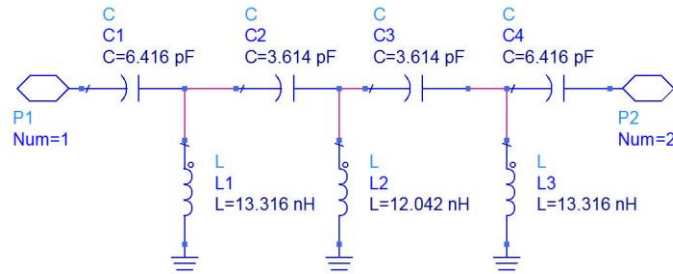 C
C1
C=6.416 pF
C
C2
C=3.614 pF
C
C3
C=3.614 pF
C
C4
C=6.416 pF
P1
Num=1
P2
Num=2
L
L1
L=13.316 nH
L
L2
L=12.042 nH
L
L3
L=13.316 nH